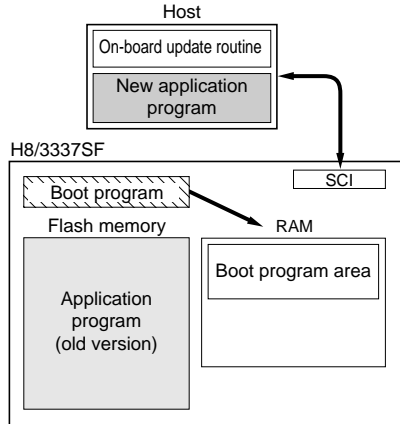 Host
On-board update routine
New application
program
H8/3337SF
SCI
Boot program
Flash memory
RAM
Boot program area
Application
program
(old version)